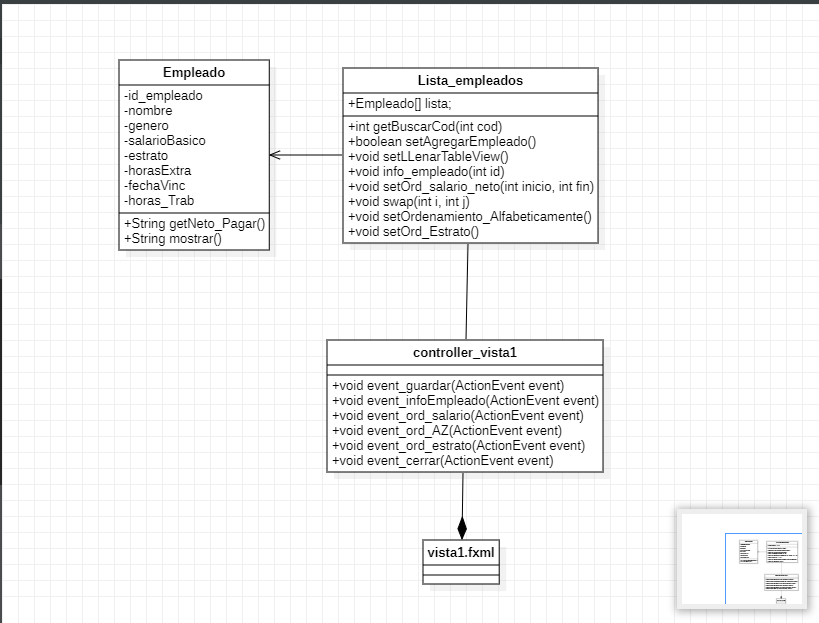 Empleado
-id_empleado
-nombre
-genero
-salarioBasico
-estrato
-horasExtra
-fechaVinc
-horas_Trab
+String getNeto_Pagar()
+String mostrar()
Lista_empleados
+Empleado[] lista;
+int getBuscarCod(int cod)
+boolean setAgregarEmpleado()
+void setLLenarTableView()
+void info_empleado(int id)
+void setOrd_salario_neto(int inicio, int fin)
+void swap(int i, int j)
+void setOrdenamiento_Alfabeticamente()
+void setOrd_Estrato()
controller_vista1
+void event_guardar(ActionEvent event)
+void event_infoEmpleado(ActionEvent event)
+void event_ord_salario(ActionEvent event)
+void event_ord_AZ(ActionEvent event)
+void event_ord_estrato(ActionEvent event)
+void event_cerrar(ActionEvent event)
vista1.fxml